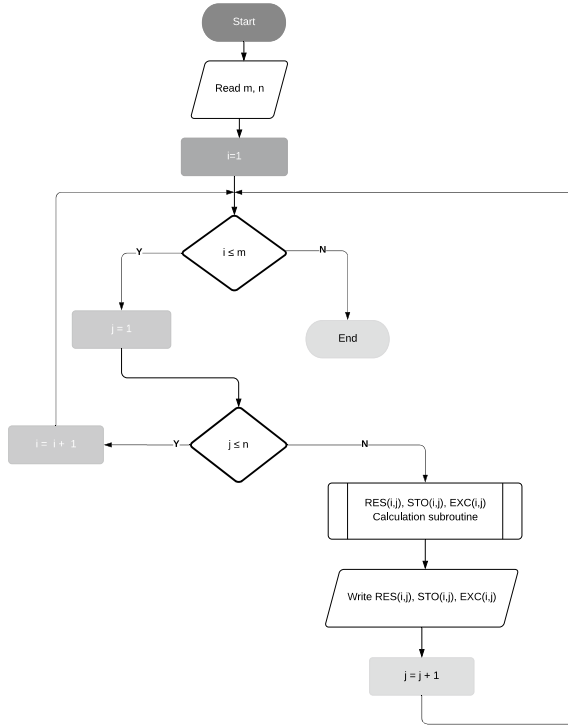 Start
Read m, n
i=1
i ≤ m
Y
N
j = 1
End
j ≤ n
Y
N
i = i + 1
RES(i,j), STO(i,j), EXC(i,j)
Calculation subroutine
Write RES(i,j), STO(i,j), EXC(i,j)
j = j + 1